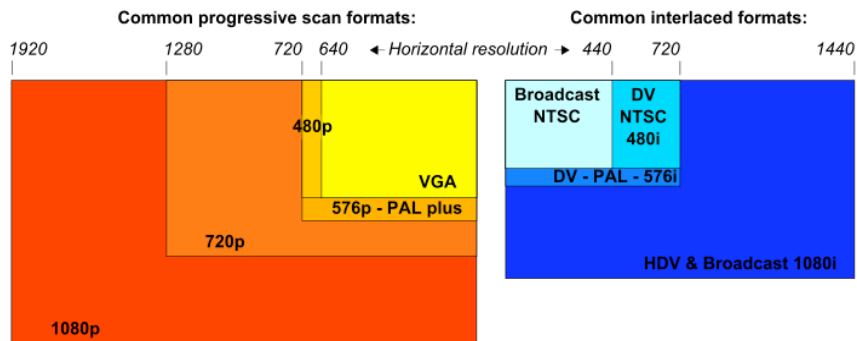 Common progressive scan formats:
Common interlaced formats:
1920 1280 720 640 ◄- Horizontal resolution -► 440 720 1440
480p
VGA
576p - PAL plus
720p
1080p
Broadcast
NTSC
DV
NTSC
480i
DV - PAL - 576i
HDV & Broadcast 1080i